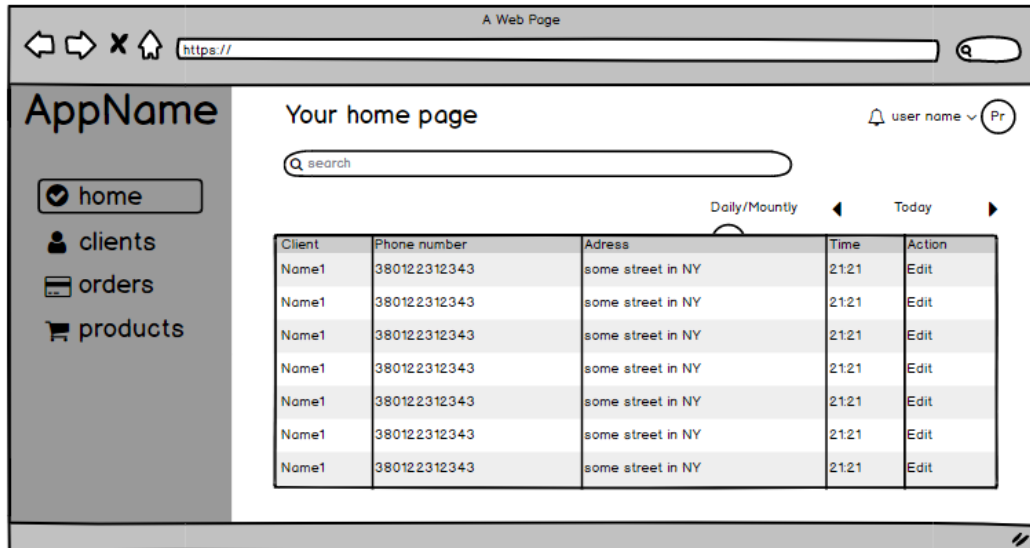 A Web Page
https://
AppName
Your home page
user name
Pr
search
home
clients
orders
products
Daily/Mountly
Today
Client Phone number Adress Time Action
Name1 380122312343 some street in NY 21:21 Edit
Name1 380122312343 some street in NY 21:21 Edit
Name1 380122312343 some street in NY 21:21 Edit
Name1 380122312343 some street in NY 21:21 Edit
Name1 380122312343 some street in NY 21:21 Edit
Name1 380122312343 some street in NY 21:21 Edit
Name1 380122312343 some street in NY 21:21 Edit